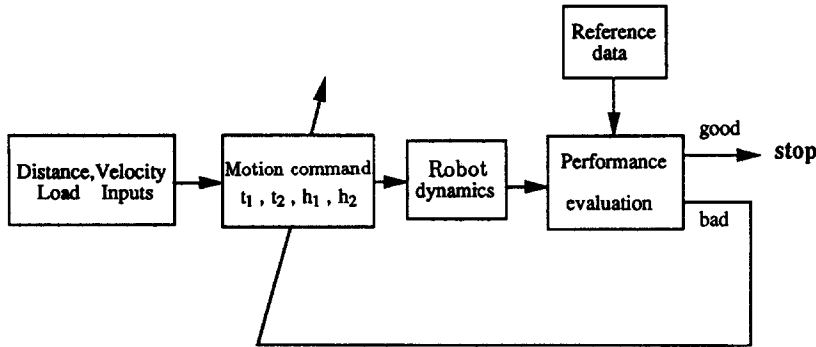 Reference
data
good
stop
Distance, Velocity
Load Inputs
Motion command
t₁ , t₂ , h₁ , h₂
Robot
dynamics
Performance
evaluation
bad